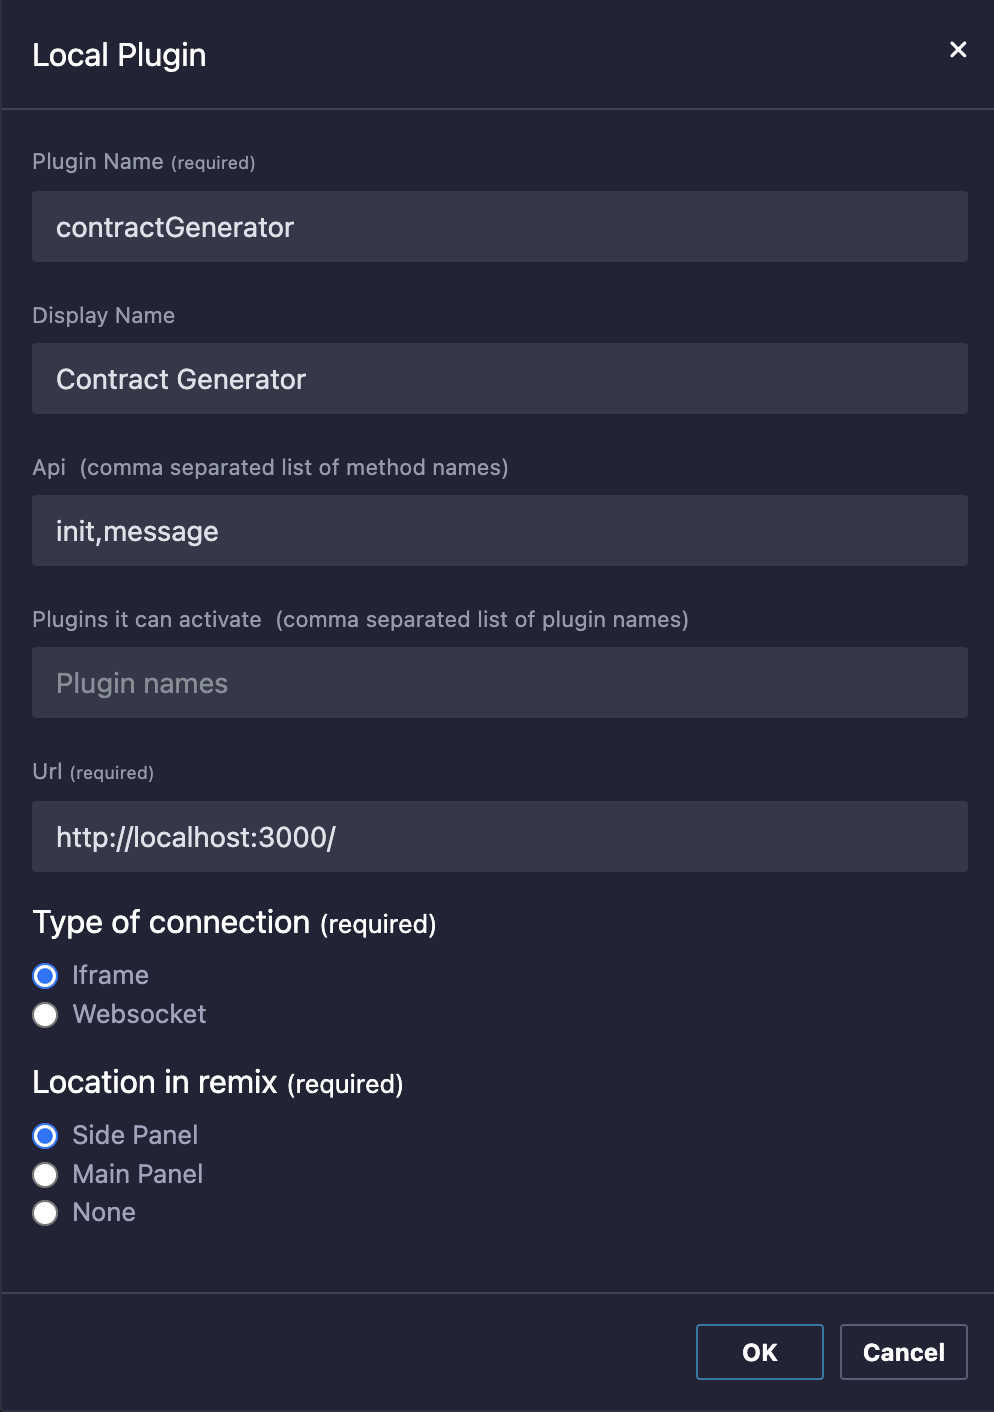 Local Plugin
Plugin Name (required)
contractGenerator
Display Name
Contract Generator
Api (comma separated list of method names)
init,message
Plugins it can activate (comma separated list of plugin names)
Plugin names
Url (required)
http://localhost:3000/
Type of connection (required)
Iframe
Websocket
Location in remix (required)
Side Panel
Main Panel
None
OK Cancel